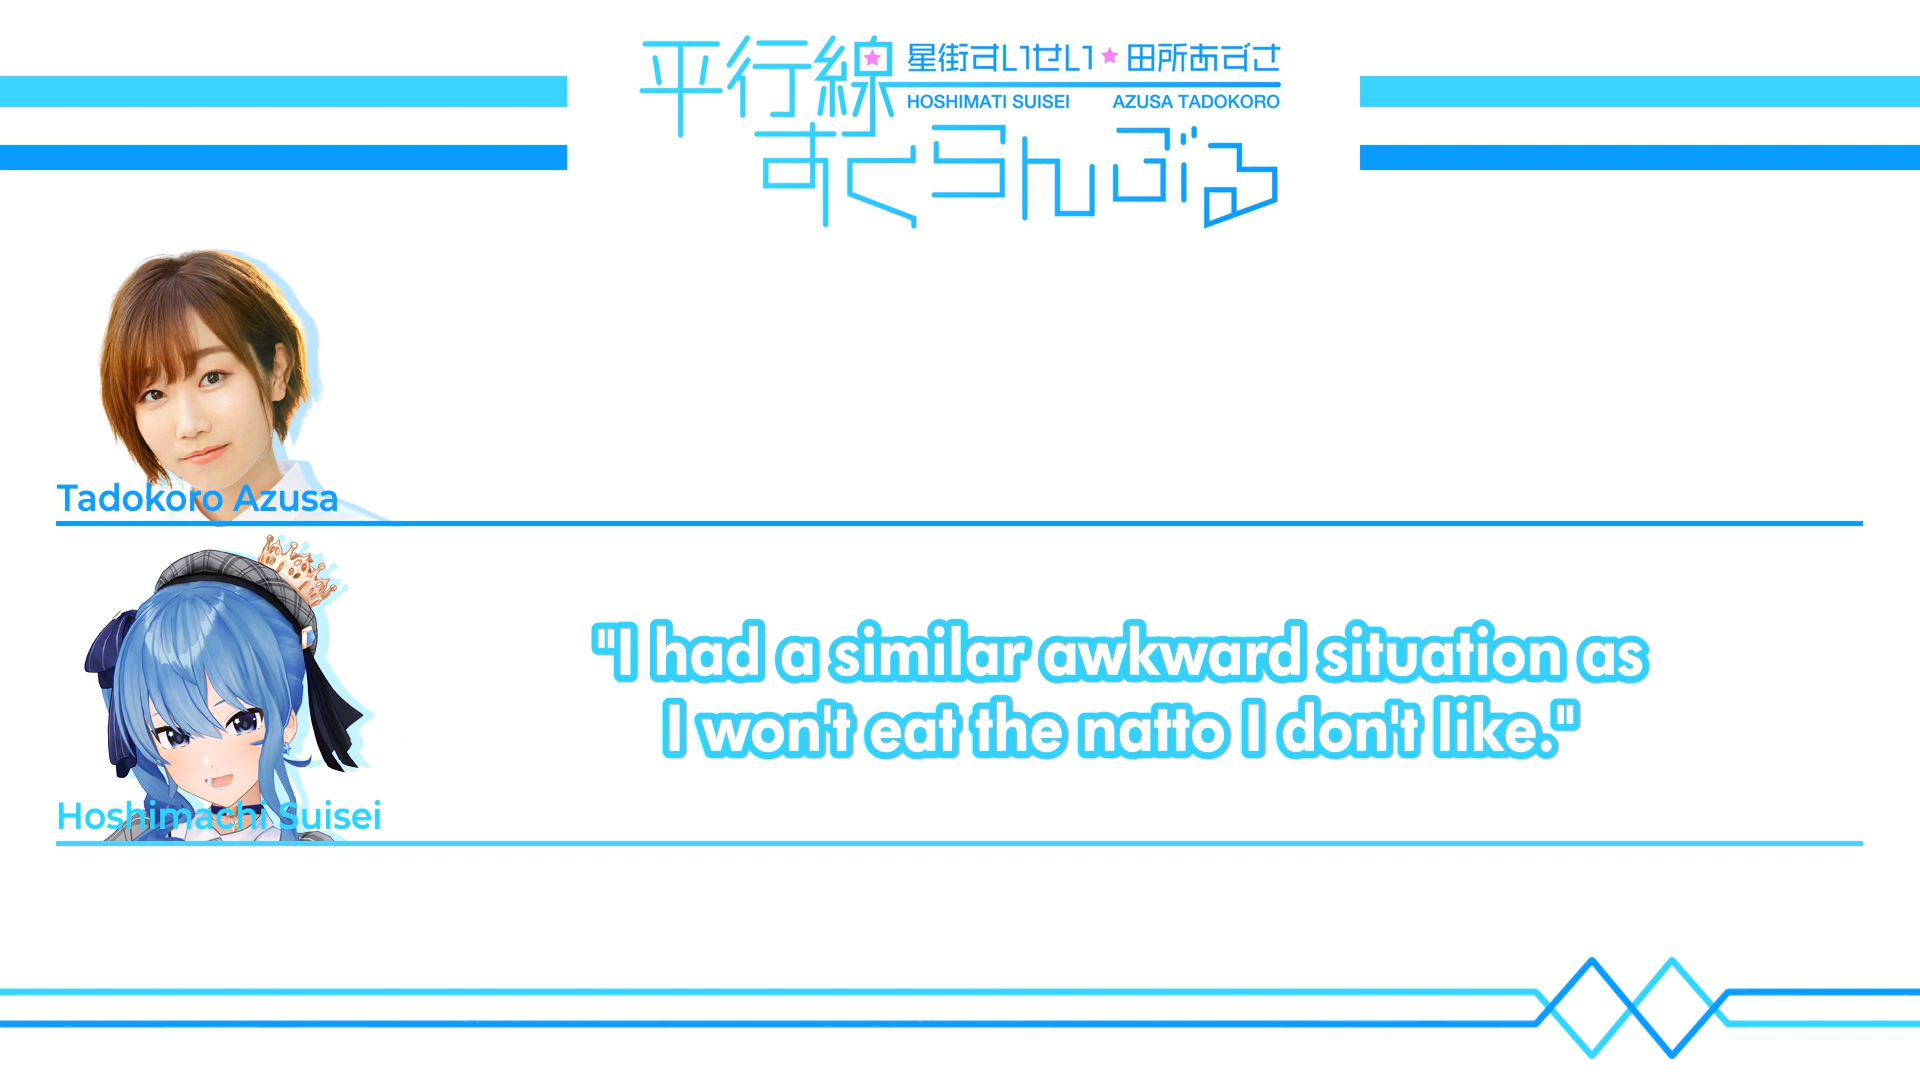 平行線
星街すいせい★田所あずさ
HOSHIMATI SUISEI AZUSA TADOKORO
すくらんぶる
Tadokoro Azusa
"I had a similar awkward situation as
I won't eat the natto I don't like."
Hoshimachi Suisei